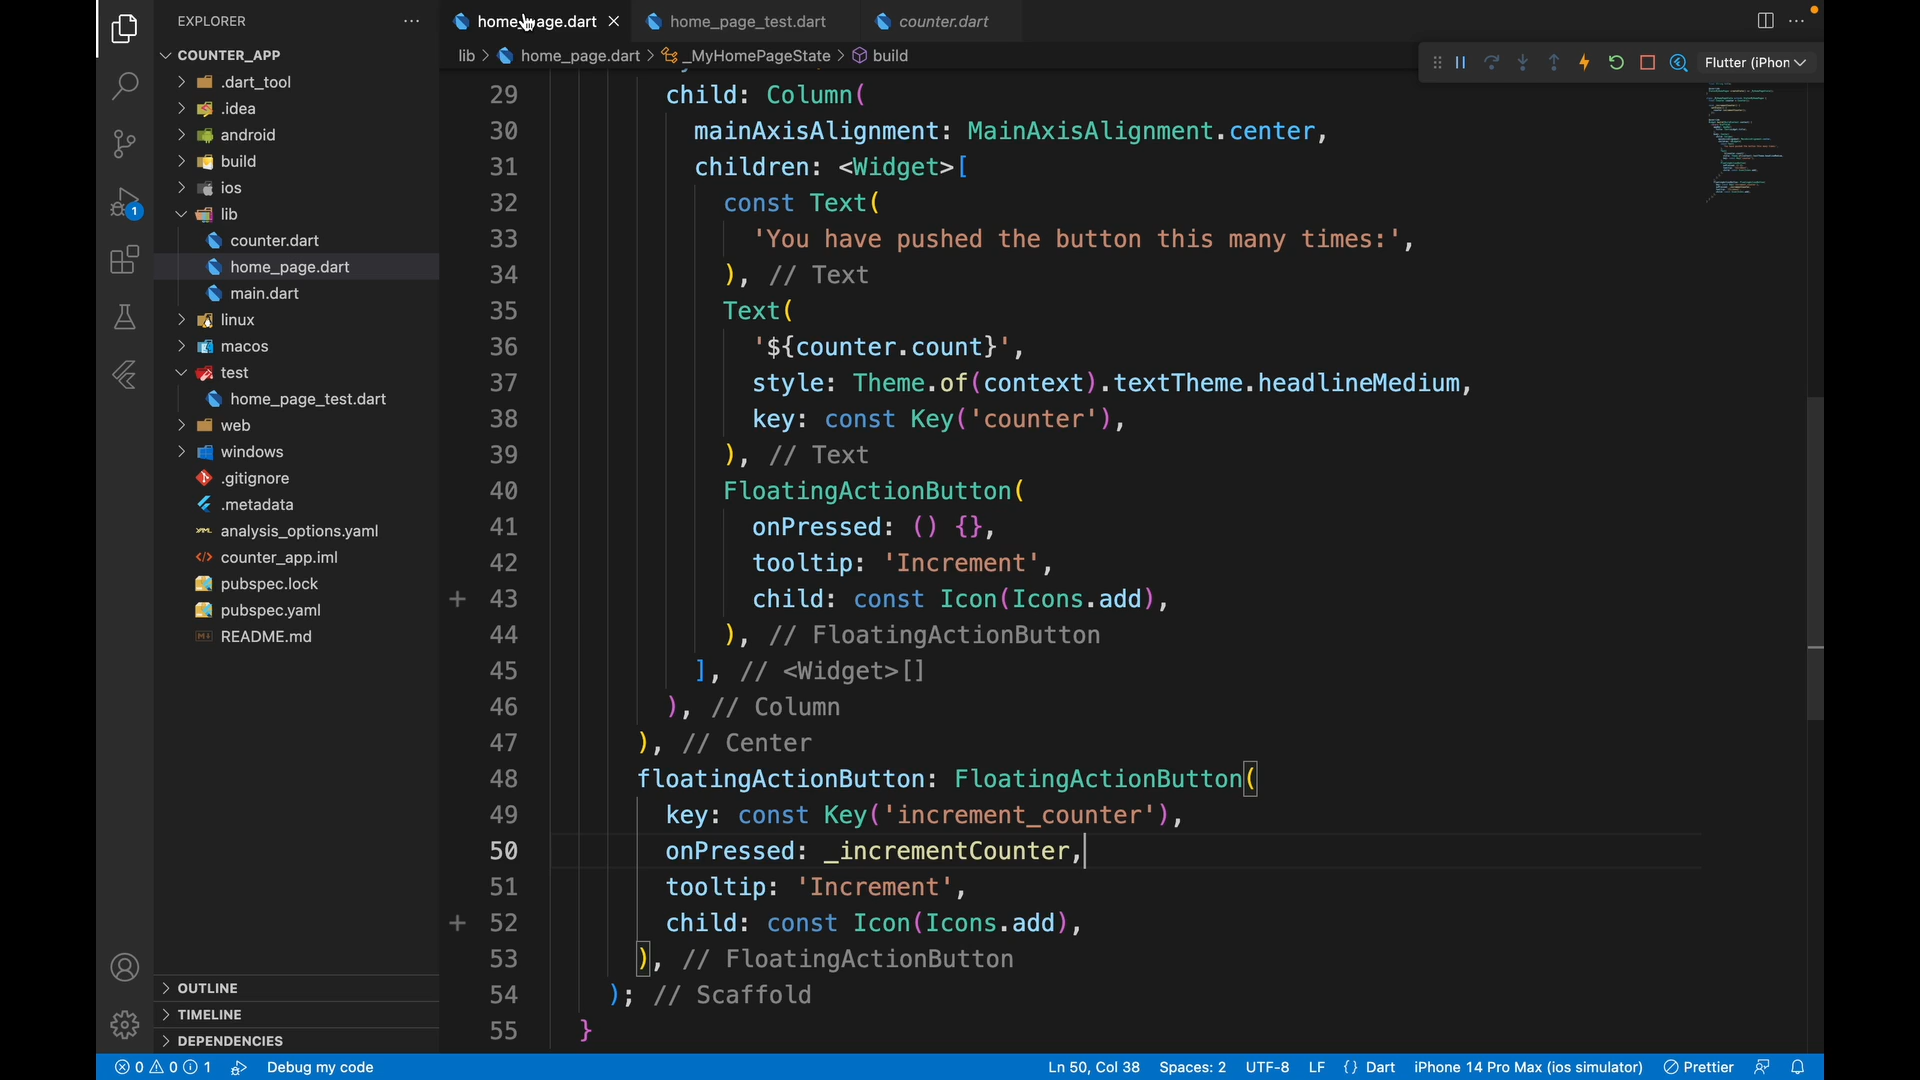 EXPLORER
COUNTER_APP
.dart_tool
.idea
android
build
ios
lib
counter.dart
home_page.dart
main.dart
linux
macos
test
home_page_test.dart
web
windows
.gitignore
.metadata
analysis_options.yaml
counter_app.iml
pubspec.lock
pubspec.yaml
README.md
OUTLINE
TIMELINE
DEPENDENCIES
1
home_page.dart home_page_test.dart counter.dart
lib > home_page.dart > _MyHomePageState > build
Flutter (iPhon
29 child: Column(
30 mainAxisAlignment: MainAxisAlignment.center,
31 children: <Widget>[
32 const Text(
33 'You have pushed the button this many times:',
34 ), // Text
35 Text(
36 '${counter.count}',
37 style: Theme.of(context).textTheme.headlineMedium,
38 key: const Key('counter'),
39 ), // Text
40 FloatingActionButton(
41 onPressed: () {},
42 tooltip: 'Increment',
43 child: const Icon(Icons.add),
44 ), // FloatingActionButton
45 ], // <Widget>[]
46 ), // Column
47 ), // Center
48 floatingActionButton: FloatingActionButton(
49 key: const Key('increment_counter'),
50 onPressed: _incrementCounter,
51 tooltip: 'Increment',
52 child: const Icon(Icons.add),
53 ), // FloatingActionButton
54 ); // Scaffold
55 }
0 0 1 Debug my code Ln 50, Col 38 Spaces: 2 UTF-8 LF {} Dart iPhone 14 Pro Max (ios simulator) Prettier